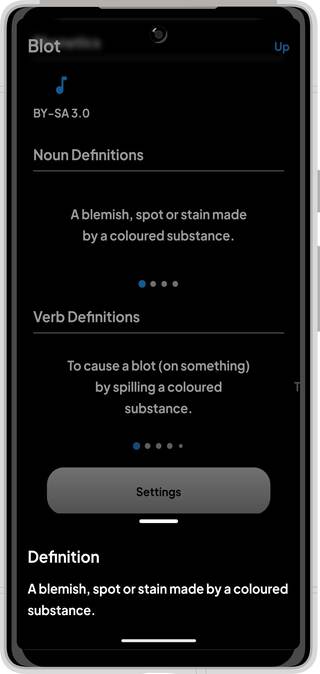 Blot
Up
BY-SA 3.0
Noun Definitions
A blemish, spot or stain made
by a coloured substance.
Verb Definitions
To cause a blot (on something)
by spilling a coloured
substance.
Settings
Definition
A blemish, spot or stain made by a coloured
substance.